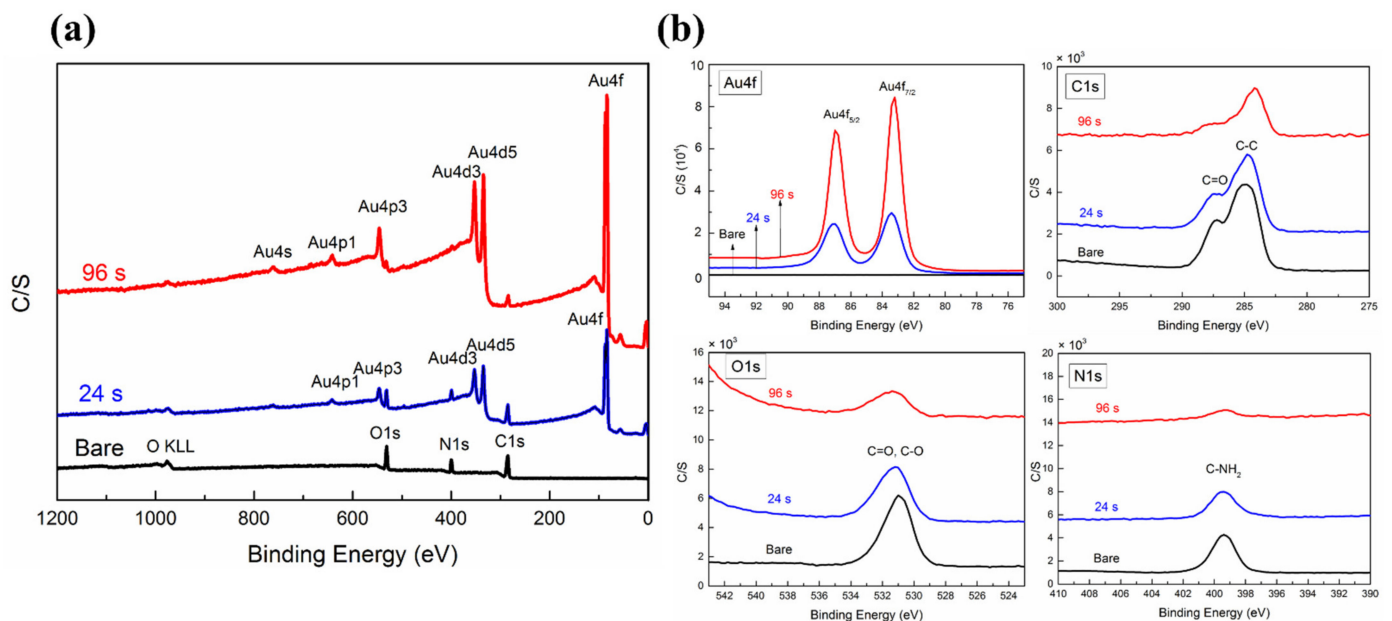 (a)
C/S
Au4f
Au4d5
Au4d3
Au4p3
Au4p1
Au4s
96 s
Au4f
Au4d5
Au4d3
Au4p3
Au4p1
24 s
O1s
N1s
C1s
O KLL
Bare
1200 1000 800 600 400 200 0
Binding Energy (eV)
(b)
Au4f
C/S (10⁴)
10
8
6
4
2
0
Au4f5/2
Au4f7/2
96 s
24 s
Bare
94 92 90 87 86 84 82 80 78 76
Binding Energy (eV)
C1s
× 10³
C/S
10
8
6
4
2
0
96 s
C-C
C=O
24 s
Bare
300 295 290 285 280 275
Binding Energy (eV)
O1s
× 10³
C/S
16
14
12
10
8
6
4
2
0
96 s
C=O, C-O
24 s
Bare
542 540 538 536 534 532 530 528 526 524
Binding Energy (eV)
N1s
× 10³
C/S
20
18
16
14
12
10
8
6
4
2
0
96 s
C-NH₂
24 s
Bare
410 408 406 404 402 400 398 396 394 392 390
Binding Energy (eV)